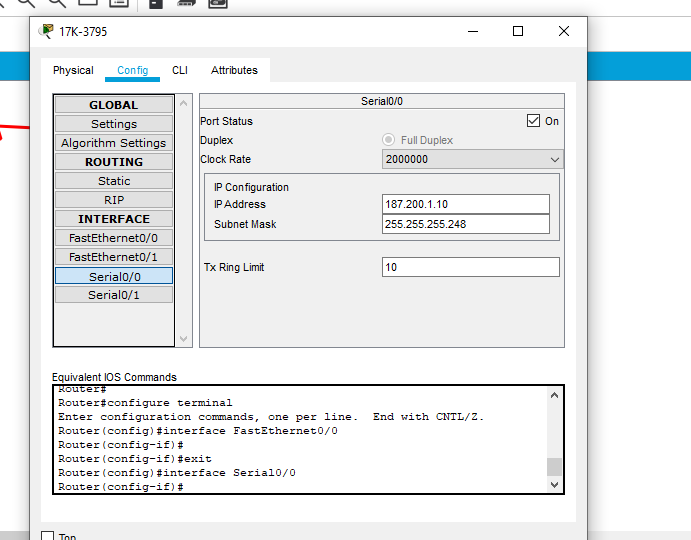 17K-3795
Physical Config CLI Attributes
GLOBAL
Settings
Algorithm Settings
ROUTING
Static
RIP
INTERFACE
FastEthernet0/0
FastEthernet0/1
Serial0/0
Serial0/1
Serial0/0
Port Status On
Duplex Full Duplex
Clock Rate 2000000
IP Configuration
IP Address 187.200.1.10
Subnet Mask 255.255.255.248
Tx Ring Limit 10
Equivalent IOS Commands
Router#
Router#configure terminal
Enter configuration commands, one per line. End with CNTL/Z.
Router(config)#interface FastEthernet0/0
Router(config-if)#
Router(config-if)#exit
Router(config)#interface Serial0/0
Router(config-if)#
Top